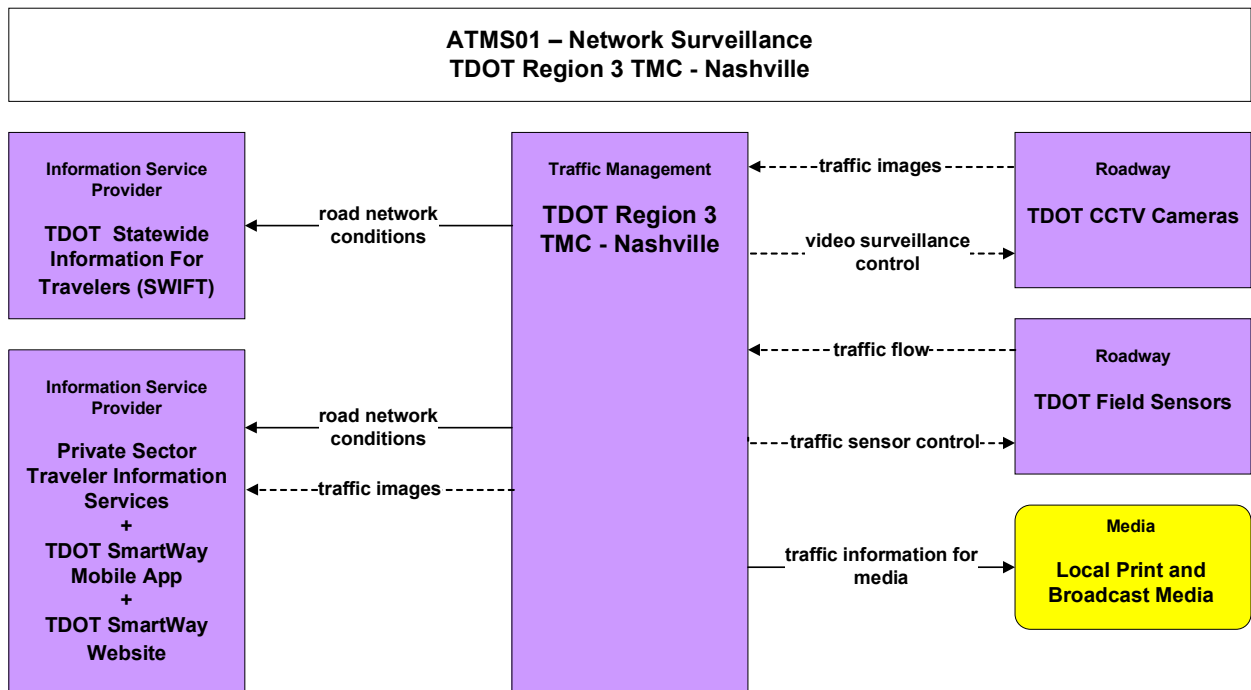 ATMS01 – Network Surveillance
TDOT Region 3 TMC - Nashville
Information Service
Provider
TDOT Statewide
Information For
Travelers (SWIFT)
road network
conditions
Information Service
Provider
Private Sector
Traveler Information
Services
+
TDOT SmartWay
Mobile App
+
TDOT SmartWay
Website
road network
conditions
traffic images
Traffic Management
TDOT Region 3
TMC - Nashville
traffic images
video surveillance
control
Roadway
TDOT CCTV Cameras
traffic flow
traffic sensor control
Roadway
TDOT Field Sensors
traffic information for
media
Media
Local Print and
Broadcast Media